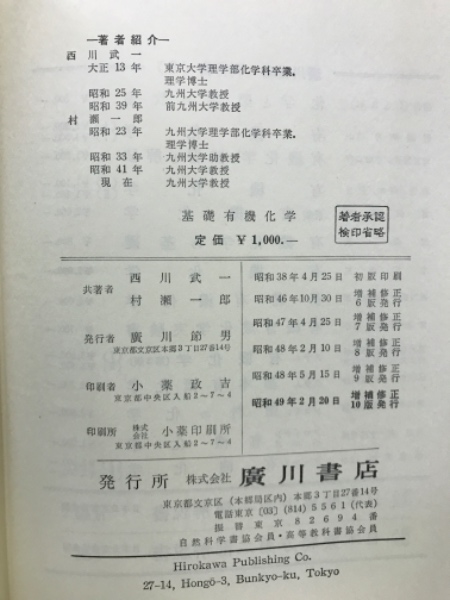 —著者紹介—
西川武一
大正13年 東京大学理学部化学科卒業.
理学博士
昭和25年 九州大学教授
昭和39年 前九州大学教授
村瀬一郎
昭和23年 九州大学理学部化学科卒業.
理学博士
昭和33年 九州大学助教授
昭和41年 九州大学教授
現在 九州大学教授
基礎有機化学
定価 ¥1,000.—
著者承認
検印省略
共著者
西川武一
村瀬一郎
発行者 廣川節男
東京都文京区本郷3丁目27番14号
印刷者 小薬政吉
東京都中央区入船2~7~4
印刷所 株式会社 小薬印刷所
東京都中央区入船2~7~4
昭和38年4月25日 初版印刷
昭和46年10月30日 増補修正6版発行
昭和47年4月25日 増補修正7版発行
昭和48年2月10日 増補修正8版発行
昭和48年5月15日 増補修正9版発行
昭和49年2月20日 増補修正10版発行
発行所 株式会社 廣川書店
東京都文京区(本郷局区内)本郷3丁目27番14号
電話東京(03)(814)5561(代表)
振替東京82694番
自然科学書協会員・高等教科書協会員
Hirokawa Publishing Co.
27-14, Hongō-3, Bunkyo-ku, Tokyo